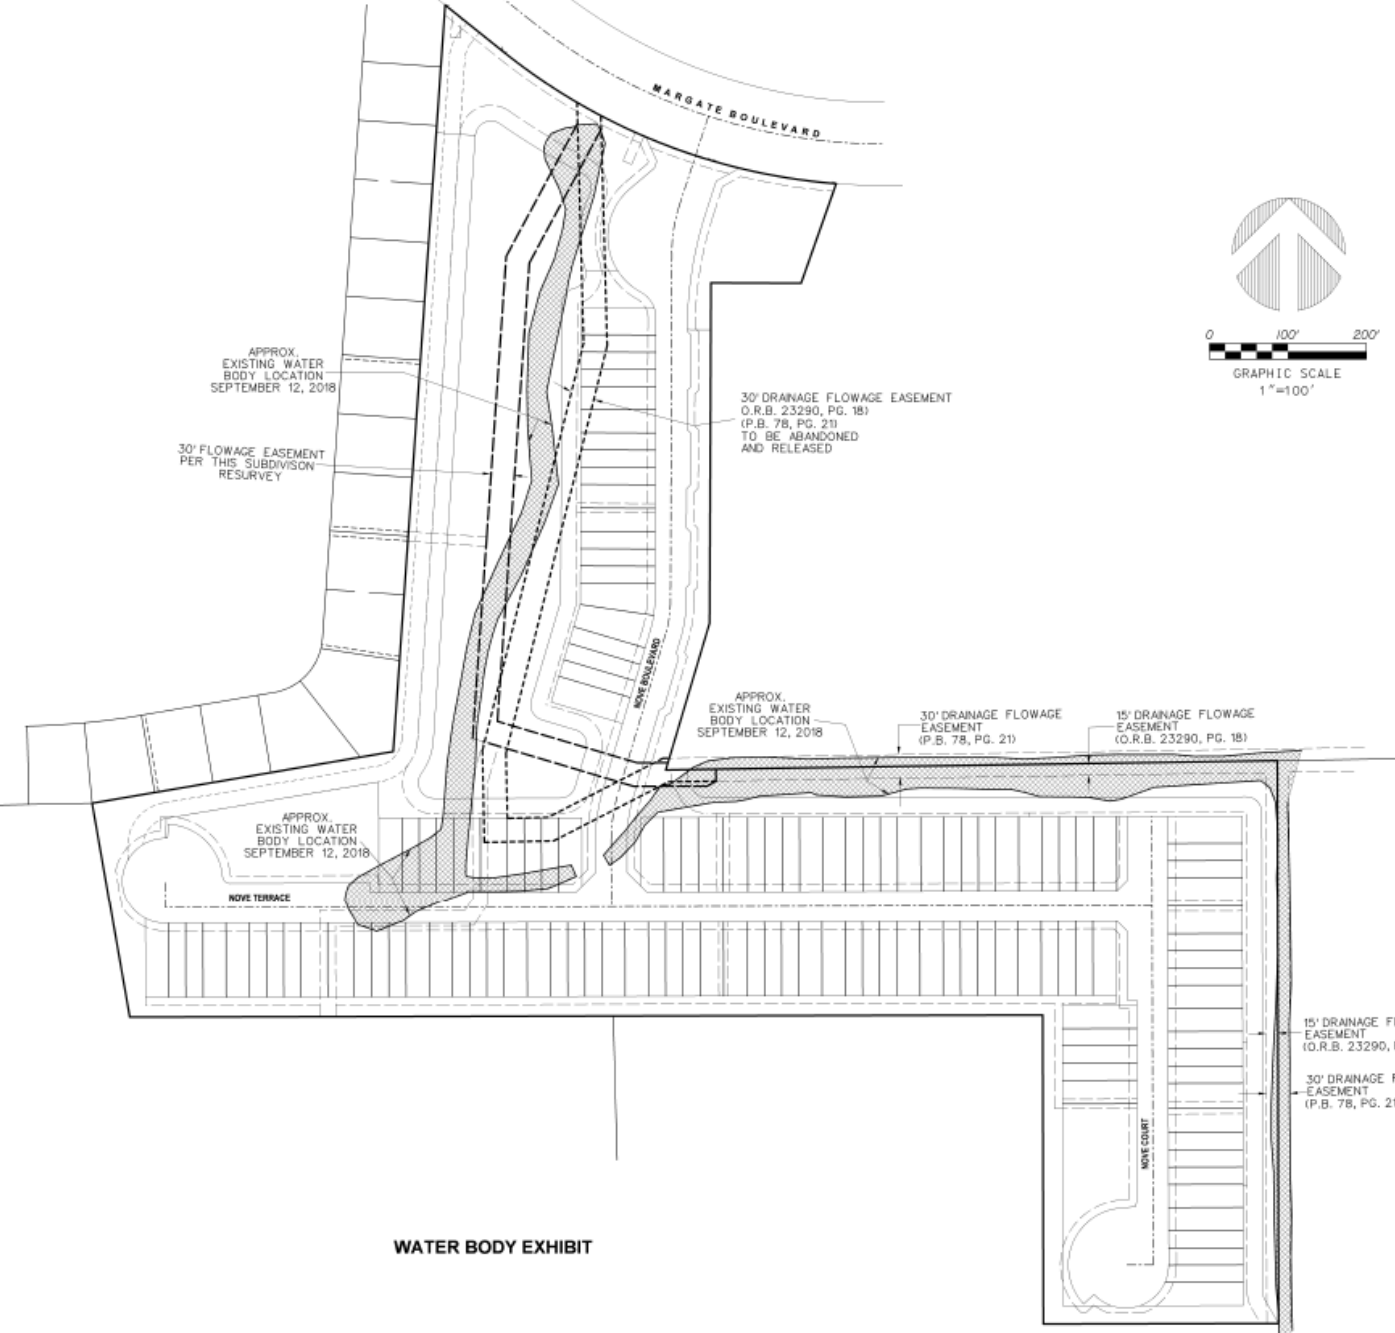 MARGATE BOULEVARD
0 100' 200'
GRAPHIC SCALE
1"=100'
APPROX.
EXISTING WATER
BODY LOCATION
SEPTEMBER 12, 2018
30' DRAINAGE FLOWAGE EASEMENT
O.R.B. 23290, PG. 18)
(P.B. 78, PG. 21)
TO BE ABANDONED
AND RELEASED
30' FLOWAGE EASEMENT
PER THIS SUBDIVISON
RESURVEY
NOVE BOULEVARD
APPROX.
EXISTING WATER
BODY LOCATION
SEPTEMBER 12, 2018
30' DRAINAGE FLOWAGE
EASEMENT
(P.B. 78, PG. 21)
15' DRAINAGE FLOWAGE
EASEMENT
(O.R.B. 23290, PG. 18)
APPROX.
EXISTING WATER
BODY LOCATION
SEPTEMBER 12, 2018
NOVE TERRACE
15' DRAINAGE
EASEMENT
(O.R.B. 23290,
30' DRAINAGE
EASEMENT
(P.B. 78, PG. 21
NOVE COURT
WATER BODY EXHIBIT